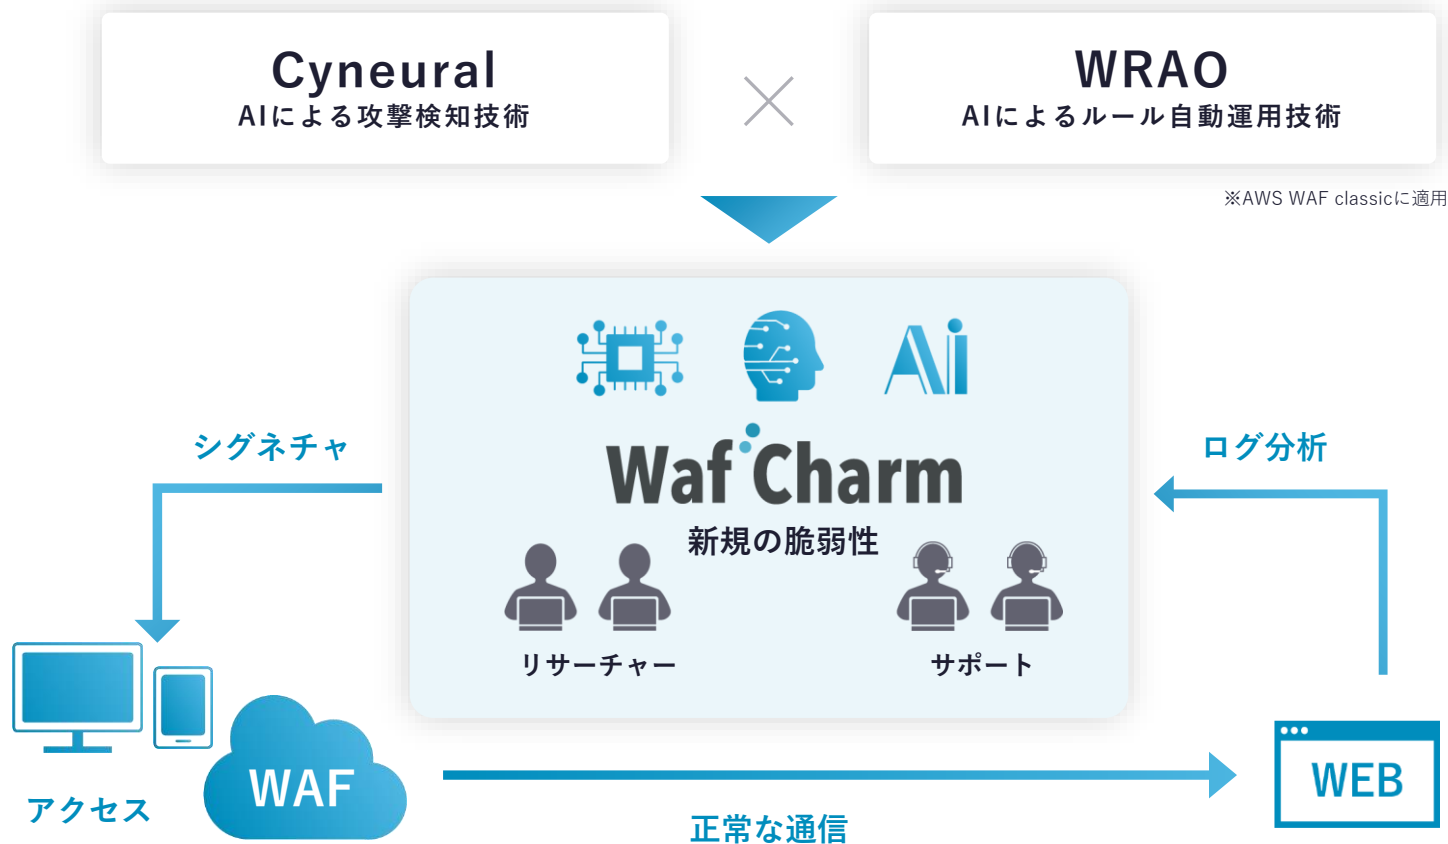 Cyneural
AIによる攻撃検知技術
WRAO
AIによるルール自動運用技術
※AWS WAF classicに適用
Ai
シグネチャ
ログ分析
WafCharm
新規の脆弱性
リサーチャー
サポート
アクセス
WAF
正常な通信
WEB